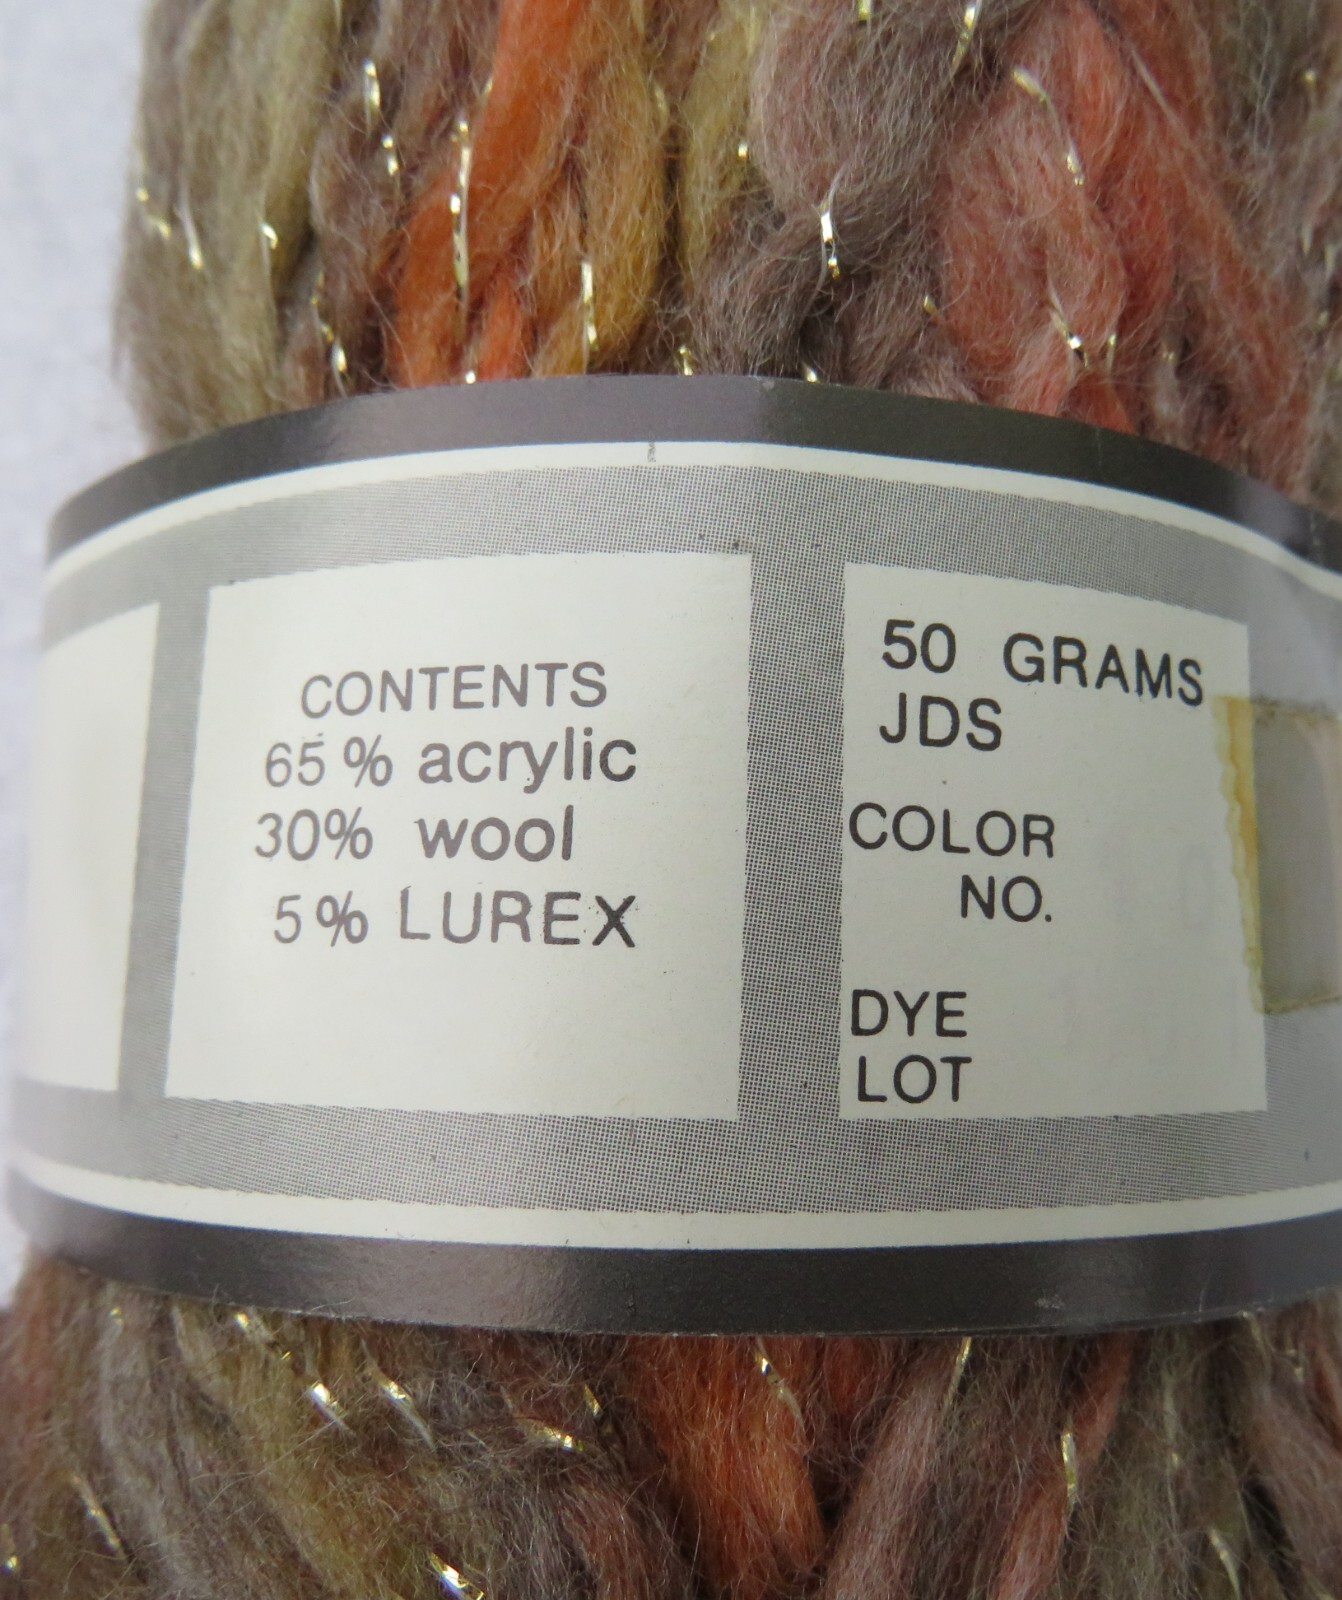 CONTENTS
65% acrylic
30% wool
5% LUREX
50 GRAMS
JDS
COLOR
NO.
DYE
LOT